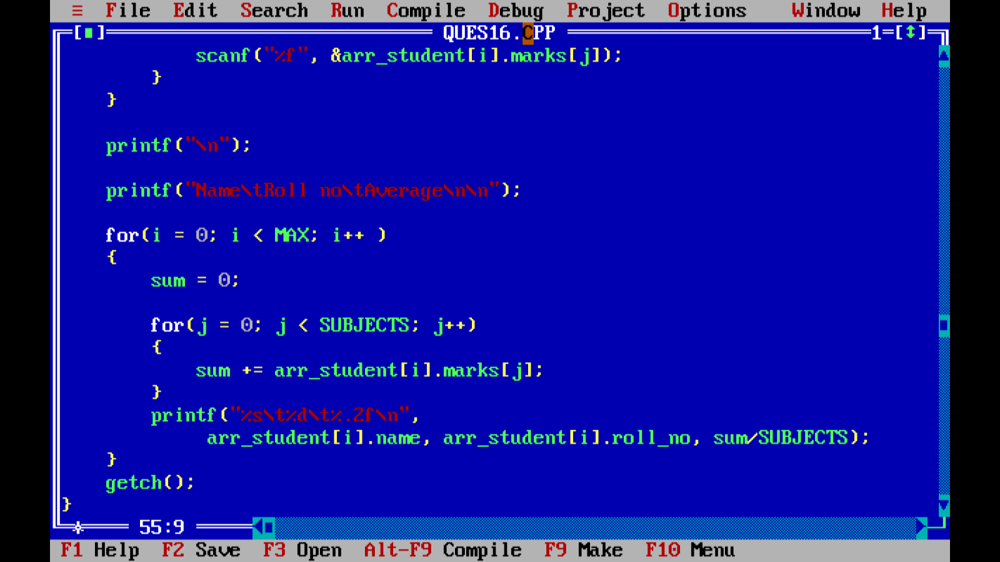 ≡ File Edit Search Run Compile Debug Project Options Window Help
[■] QUES16.CPP 1=[↕]
scanf("%f", &arr_student[i].marks[j]);
}
}
printf("\n");
printf("Name\tRoll no\tAverage\n\n");
for(i = 0; i < MAX; i++ )
{
sum = 0;
for(j = 0; j < SUBJECTS; j++)
{
sum += arr_student[i].marks[j];
}
printf("%s\t%d\t%.2f\n",
arr_student[i].name, arr_student[i].roll_no, sum/SUBJECTS);
}
getch();
}
55:9
F1 Help F2 Save F3 Open Alt-F9 Compile F9 Make F10 Menu